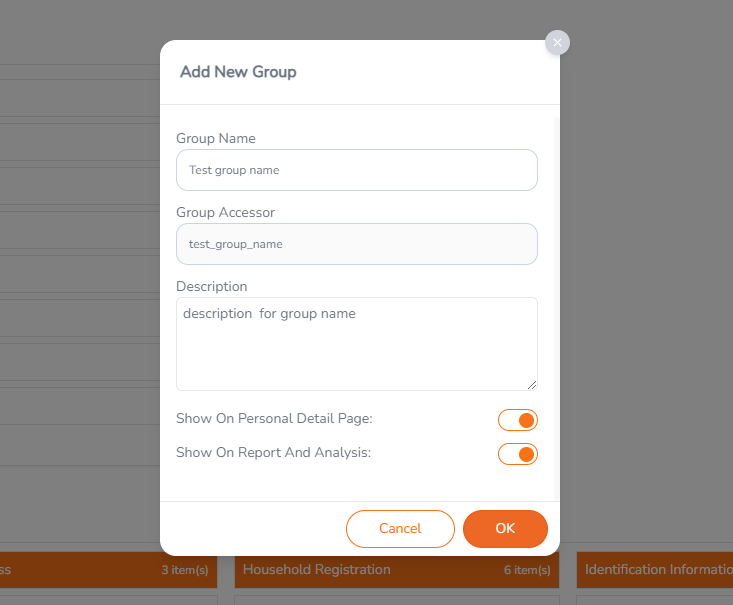 ×
Add New Group
Group Name
Test group name
Group Accessor
test_group_name
Description
description  for group name
Show On Personal Detail Page:
Show On Report And Analysis:
Cancel
OK
ss
3 item(s)
Household Registration
6 item(s)
Identification Informatio